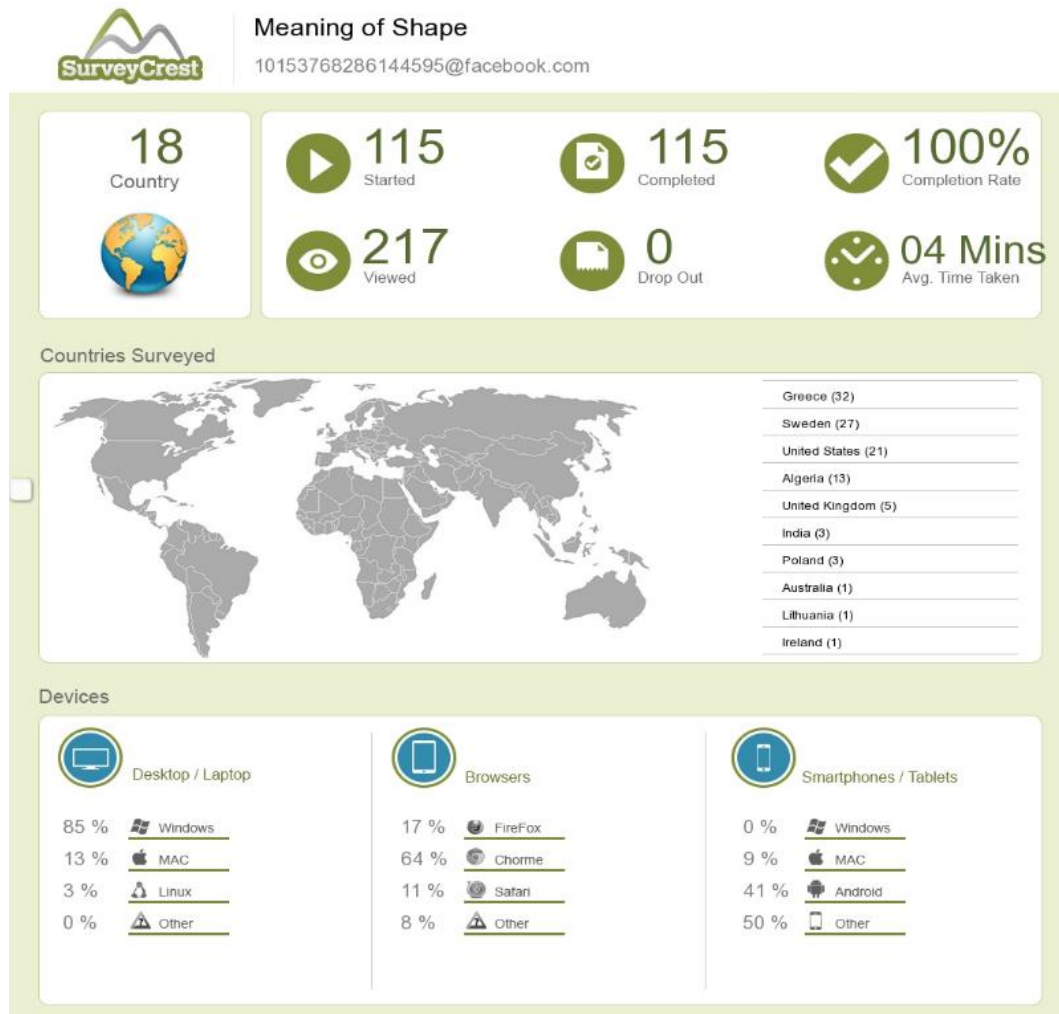 SurveyCrest
Meaning of Shape
10153768286144595@facebook.com
18
Country
115
Started
115
Completed
100%
Completion Rate
217
Viewed
0
Drop Out
04 Mins
Avg. Time Taken
Countries Surveyed
Greece (32)
Sweden (27)
United States (21)
Algeria (13)
United Kingdom (5)
India (3)
Poland (3)
Australia (1)
Lithuania (1)
Ireland (1)
Devices
Desktop / Laptop
85 % Windows
13 % MAC
3 % Linux
0 % Other
Browsers
17 % FireFox
64 % Chorme
11 % Safari
8 % Other
Smartphones / Tablets
0 % Windows
9 % MAC
41 % Android
50 % Other